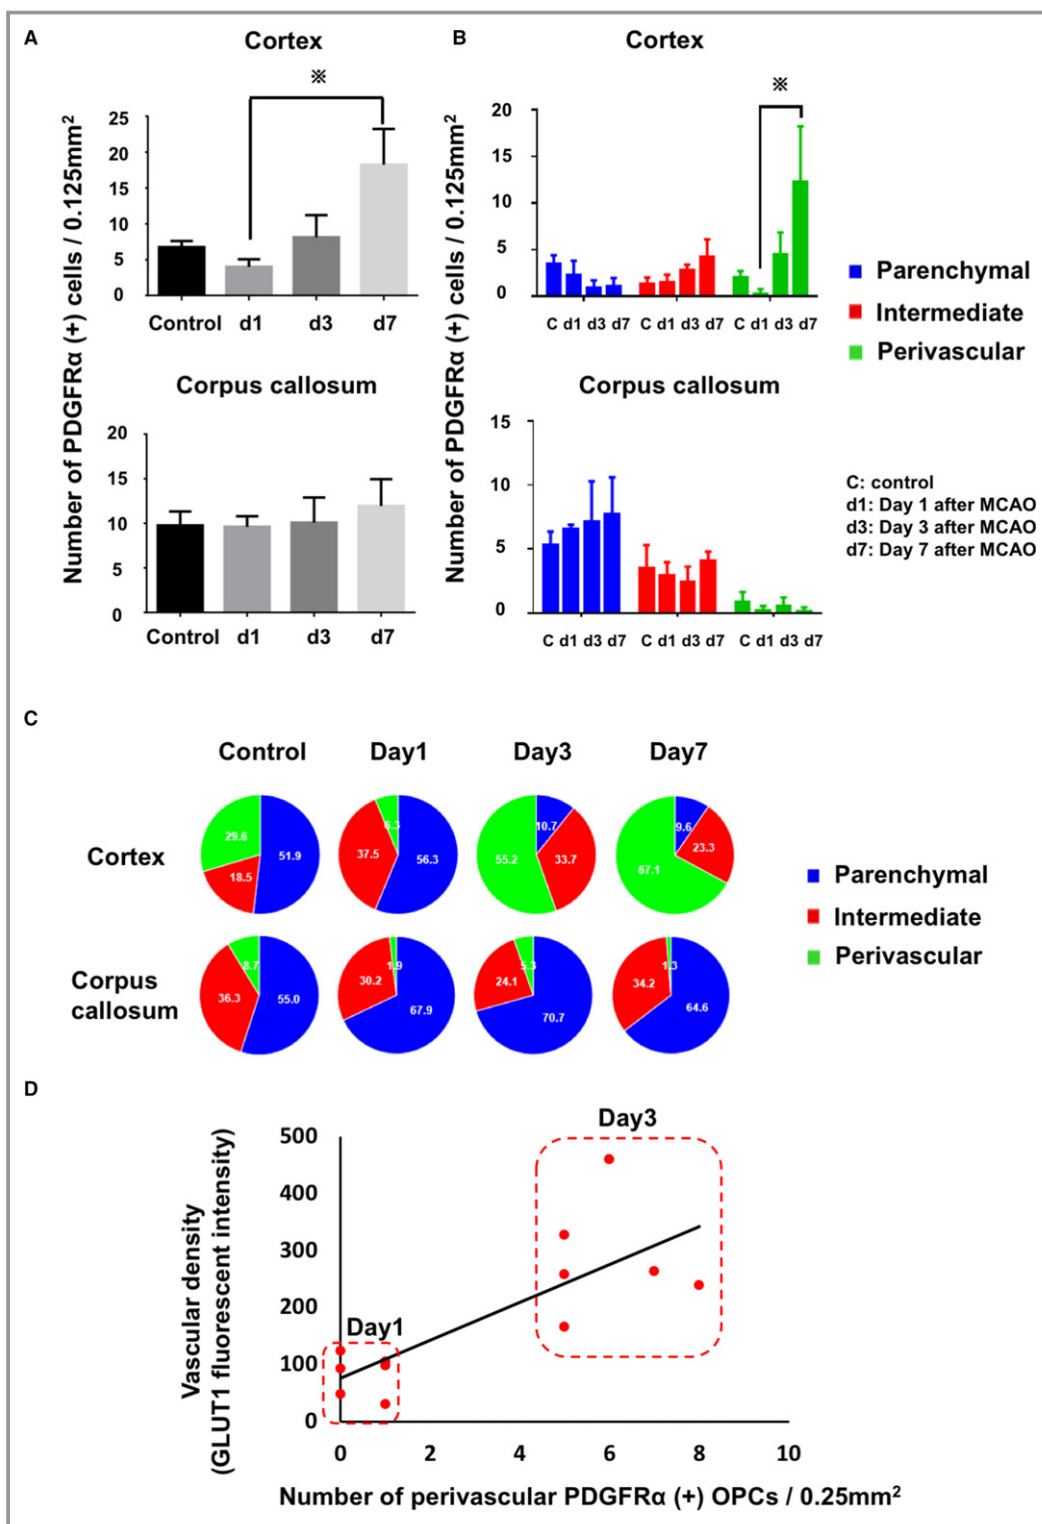 A
Cortex
※
Number of PDGFRα (+) cells / 0.125mm²
25
20
15
10
5
0
Control d1 d3 d7
Corpus callosum
20
15
10
5
0
Control d1 d3 d7
B
Cortex
※
Number of PDGFRα (+) cells / 0.125mm²
20
15
10
5
0
C d1 d3 d7 C d1 d3 d7 C d1 d3 d7
Parenchymal
Intermediate
Perivascular
Corpus callosum
15
10
5
0
C d1 d3 d7 C d1 d3 d7 C d1 d3 d7
C: control
d1: Day 1 after MCAO
d3: Day 3 after MCAO
d7: Day 7 after MCAO
C
Control Day1 Day3 Day7
Cortex
29.6 51.9 18.5
6.3 37.5 56.3
10.7 55.2 33.7
9.6 23.3 67.1
Corpus
callosum
8.7 36.3 55.0
1.9 30.2 67.9
5.3 24.1 70.7
1.3 34.2 64.6
Parenchymal
Intermediate
Perivascular
D
Vascular density
(GLUT1 fluorescent intensity)
500
400
300
200
100
0
Day3
Day1
0 2 4 6 8 10
Number of perivascular PDGFRα (+) OPCs / 0.25mm²